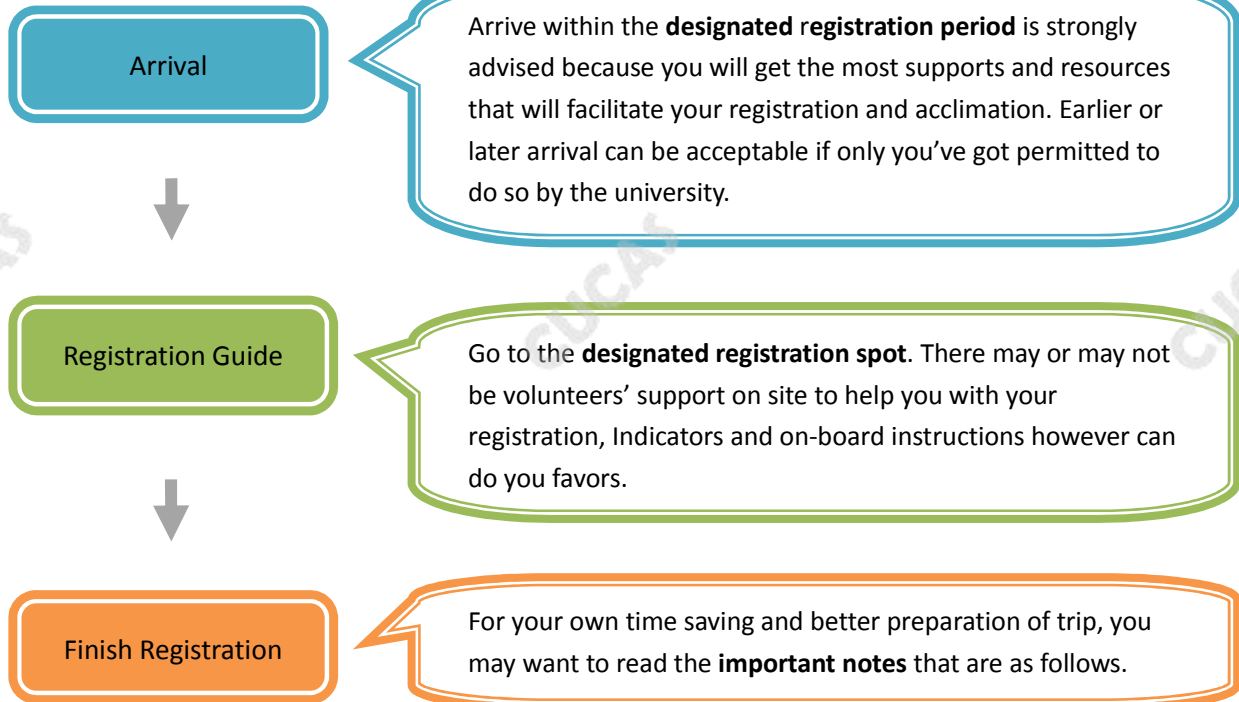 Arrival
Arrive within the designated registration period is strongly
advised because you will get the most supports and resources
that will facilitate your registration and acclimation. Earlier or
later arrival can be acceptable if only you’ve got permitted to
do so by the university.
CUCAS
Registration Guide
Go to the designated registration spot. There may or may not
be volunteers’ support on site to help you with your
registration, Indicators and on-board instructions however can
do you favors.
Finish Registration
For your own time saving and better preparation of trip, you
may want to read the important notes that are as follows.